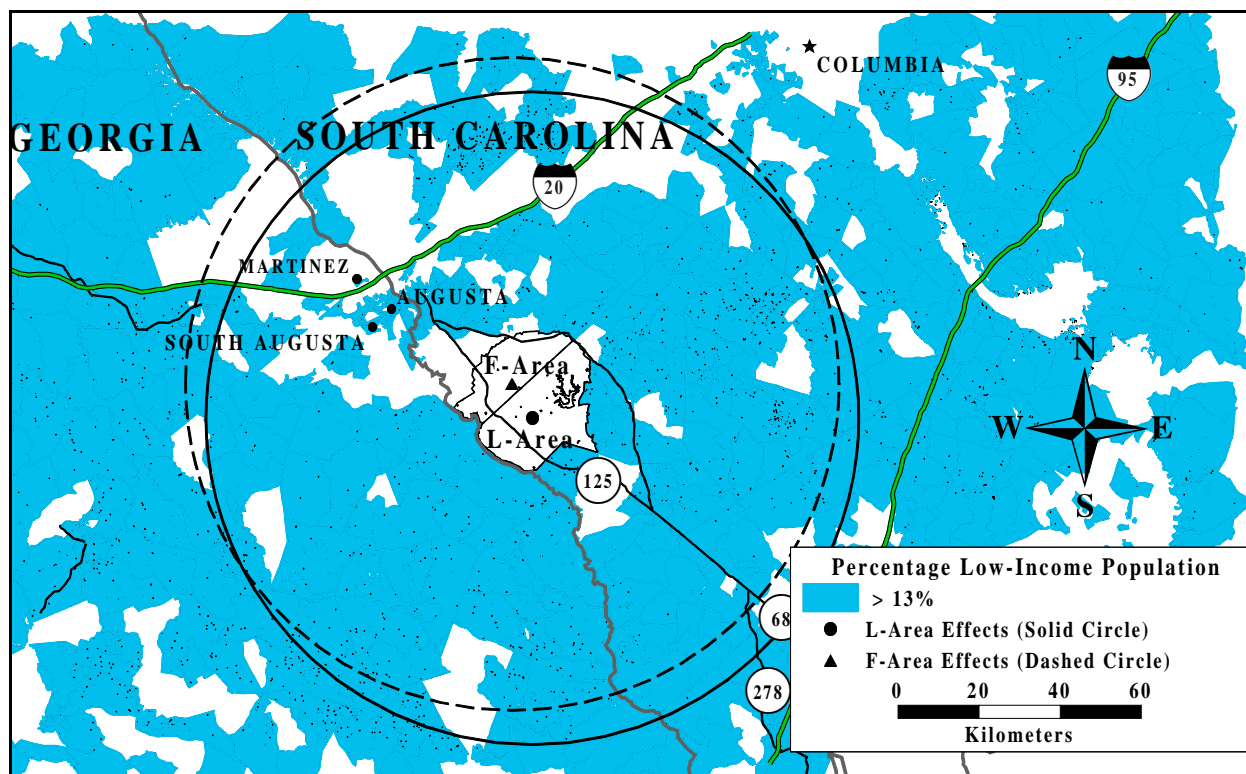 COLUMBIA
95
GEORGIA
SOUTH CAROLINA
20
MARTINEZ
AUGUSTA
SOUTH AUGUSTA
F-Area
L-Area
125
N
W
E
S
68
278
Percentage Low-Income Population
> 13%
L-Area Effects (Solid Circle)
F-Area Effects (Dashed Circle)
0 20 40 60
Kilometers